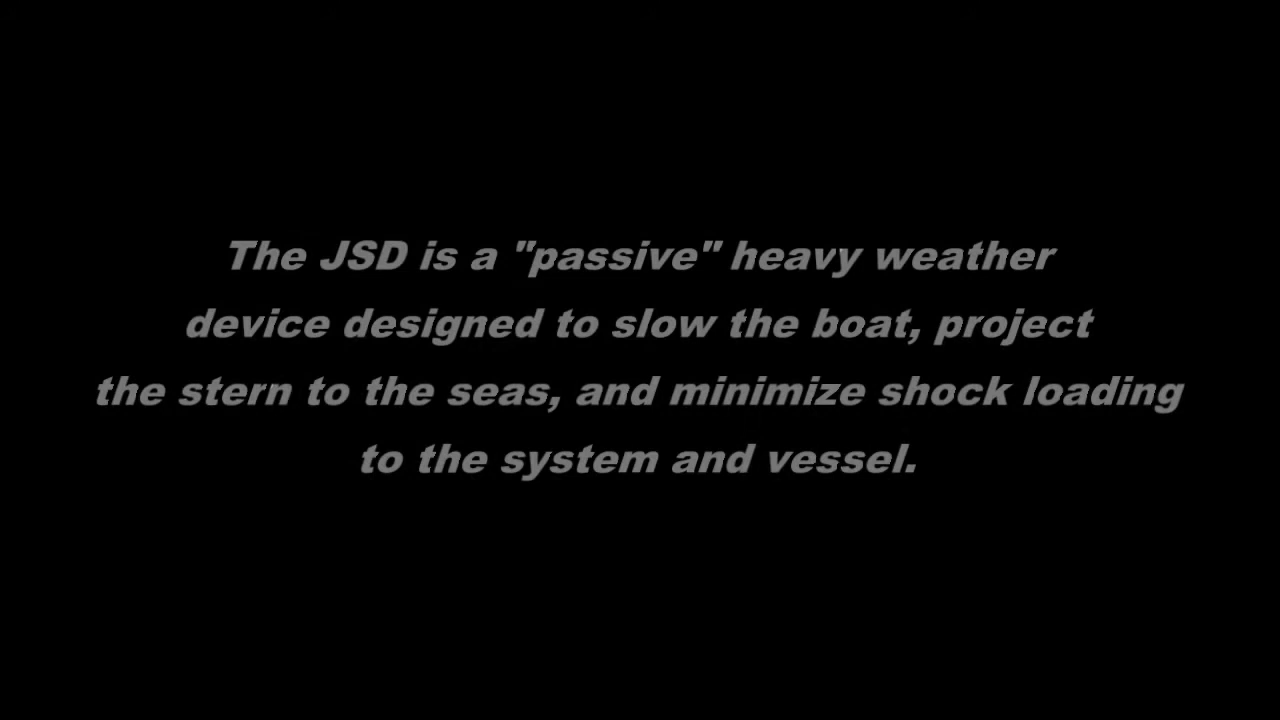 The JSD is a "passive" heavy weather
device designed to slow the boat, project
the stern to the seas, and minimize shock loading
to the system and vessel.